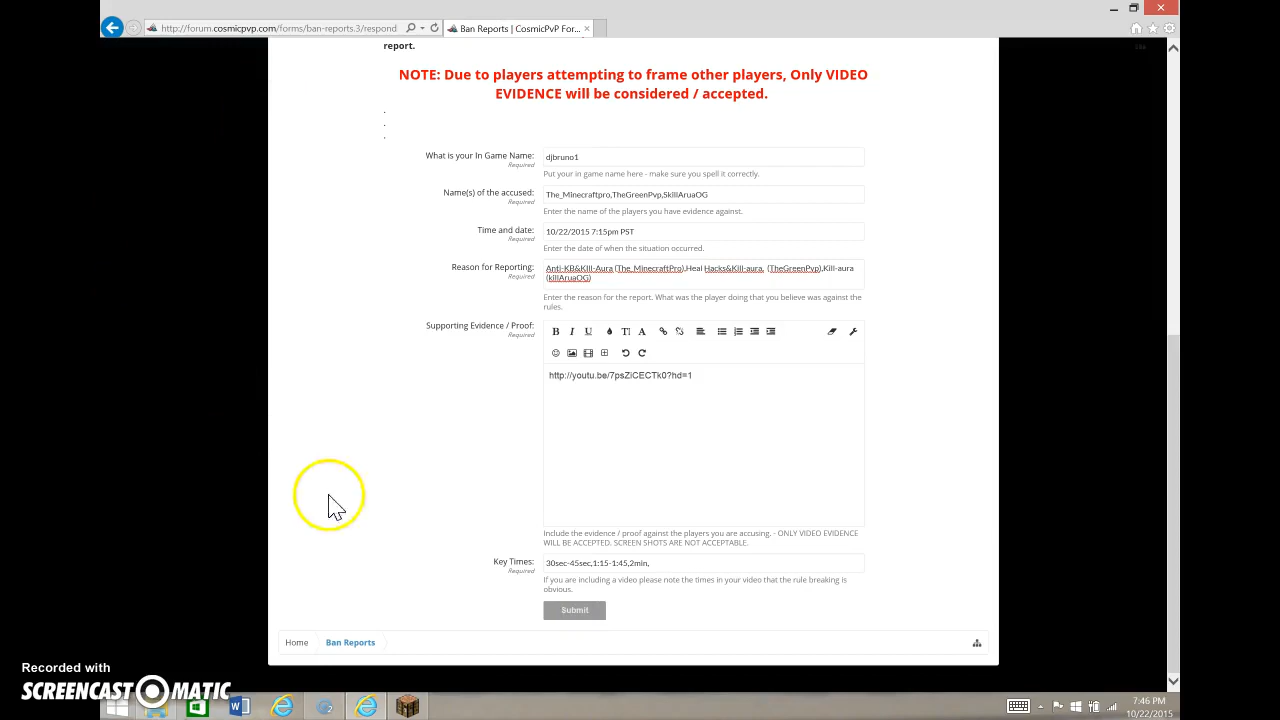 http://forum.cosmicpvp.com/forms/ban-reports.3/respond
Ban Reports | CosmicPvP For...
report.
NOTE: Due to players attempting to frame other players, Only VIDEO
EVIDENCE will be considered / accepted.
.
.
.
What is your In Game Name:
Required
djbruno1
Put your in game name here - make sure you spell it correctly.
Name(s) of the accused:
Required
The_Minecraftpro,TheGreenPvp,SkillAruaOG
Enter the name of the players you have evidence against.
Time and date:
Required
10/22/2015 7:15pm PST
Enter the date of when the situation occurred.
Reason for Reporting:
Required
Anti-KB&Kill-Aura (The_MinecraftPro),Heal Hacks&Kill-aura, (TheGreenPvp),Kill-aura
(killAruaOG)
Enter the reason for the report. What was the player doing that you believe was against the
rules.
Supporting Evidence / Proof:
Required
B I U
http://youtu.be/7psZiCECTk0?hd=1
Include the evidence / proof against the players you are accusing. - ONLY VIDEO EVIDENCE
WILL BE ACCEPTED. SCREEN SHOTS ARE NOT ACCEPTABLE.
Key Times:
Required
30sec-45sec,1:15-1:45,2min,
If you are including a video please note the times in your video that the rule breaking is
obvious.
Submit
Home
Ban Reports
Recorded with
SCREENCAST MATIC
7:46 PM
10/22/2015